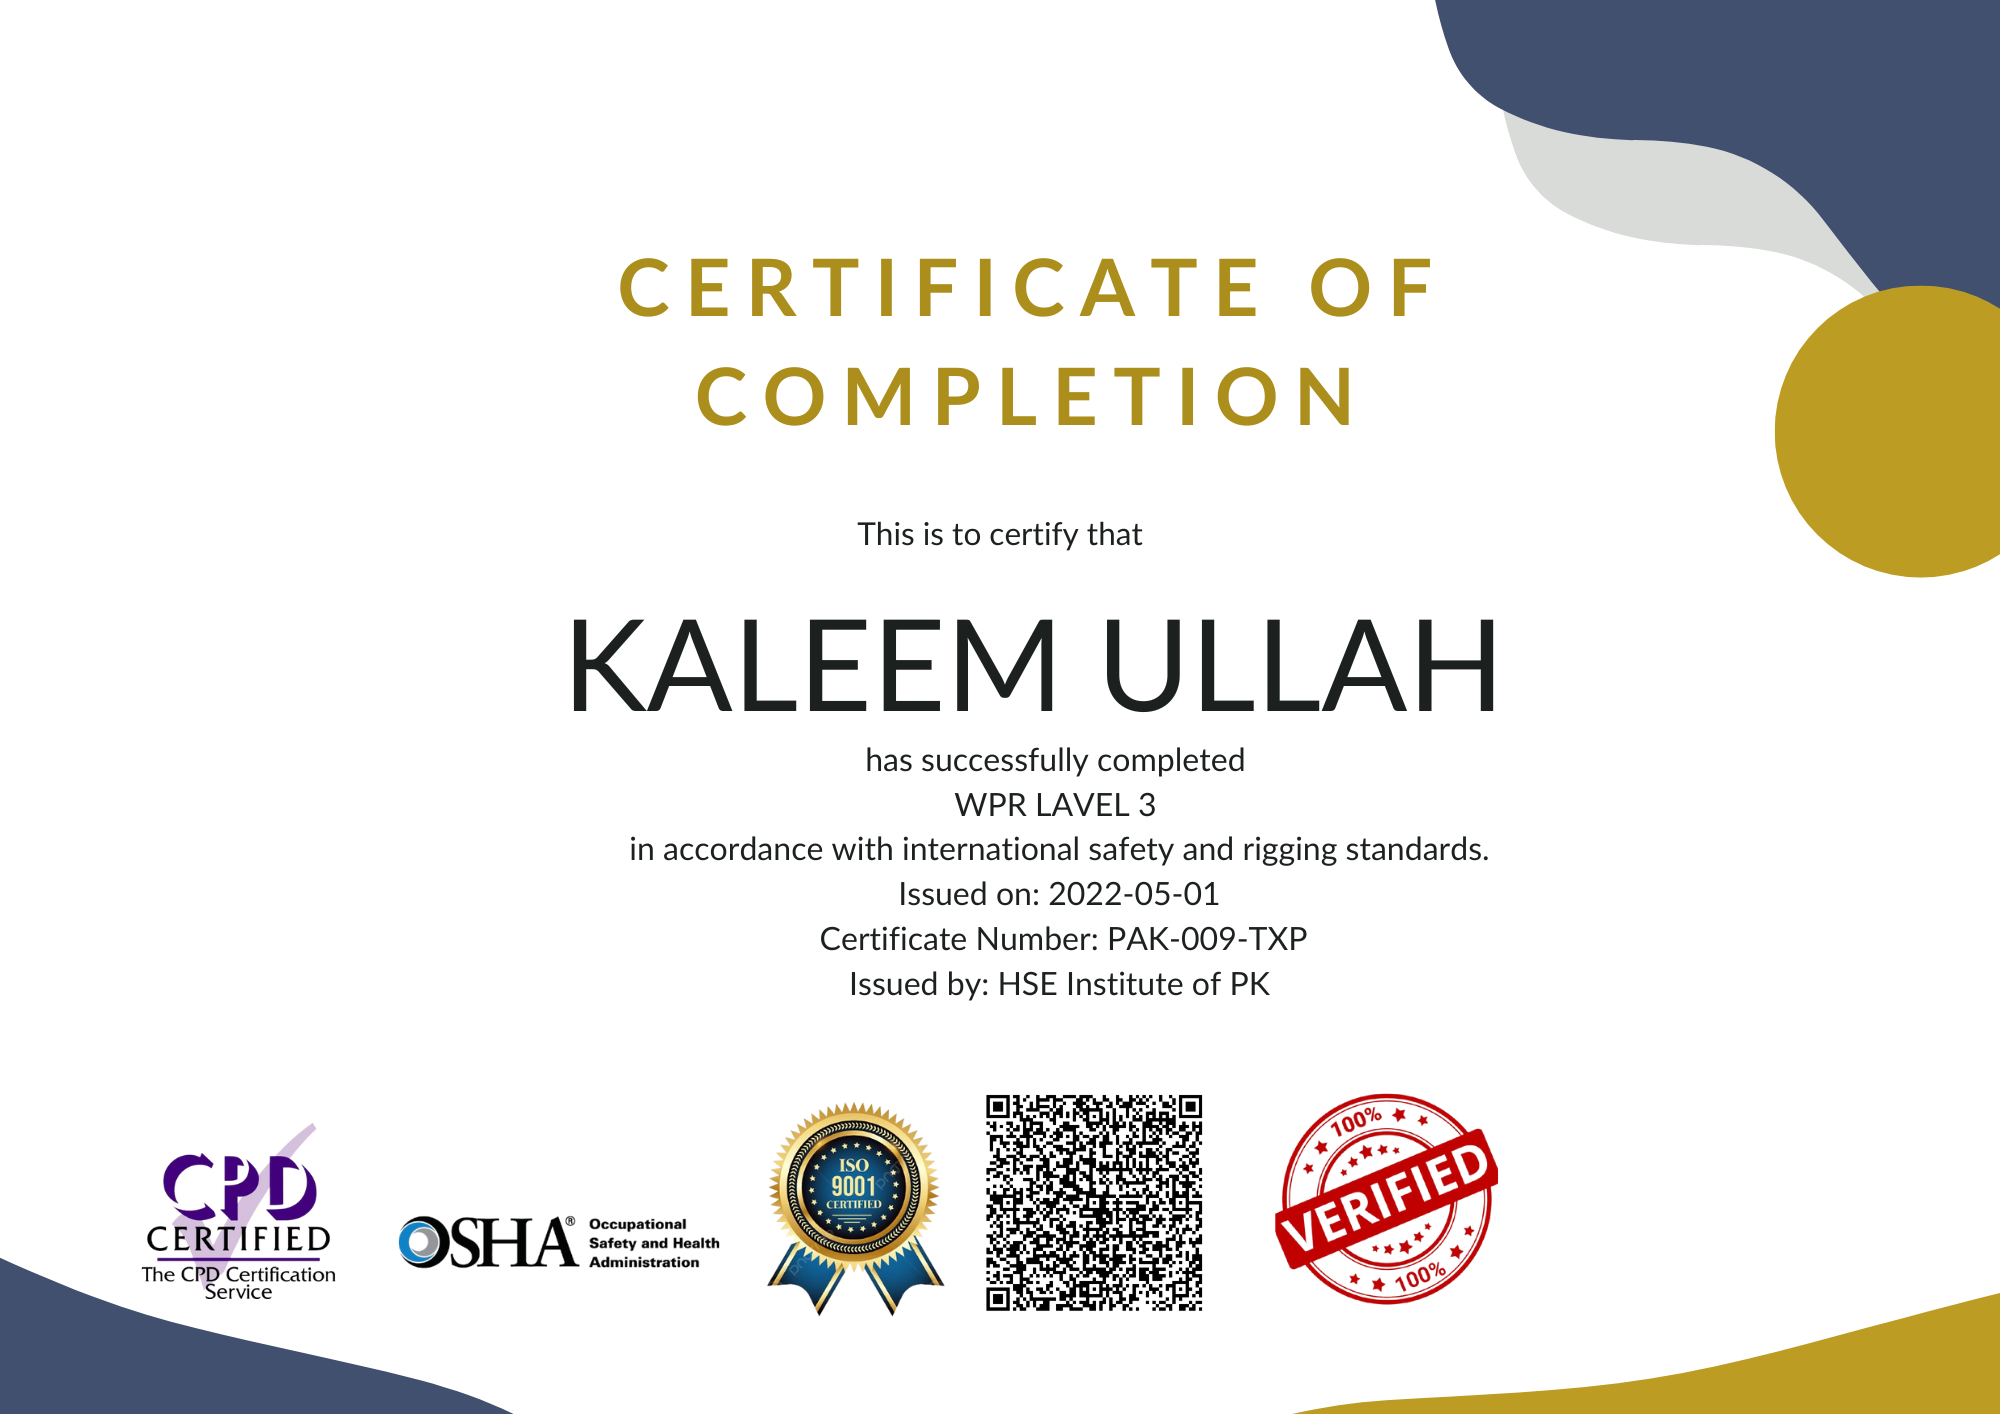 CERTIFICATE OF
COMPLETION
This is to certify that
KALEEM ULLAH
has successfully completed
WPR LAVEL 3
in accordance with international safety and rigging standards.
Issued on: 2022-05-01
Certificate Number: PAK-009-TXP
Issued by: HSE Institute of PK
CPD
CERTIFIED
The CPD Certification
Service
OSHA®
Occupational
Safety and Health
Administration
ISO
9001
CERTIFIED
100%
VERIFIED
100%